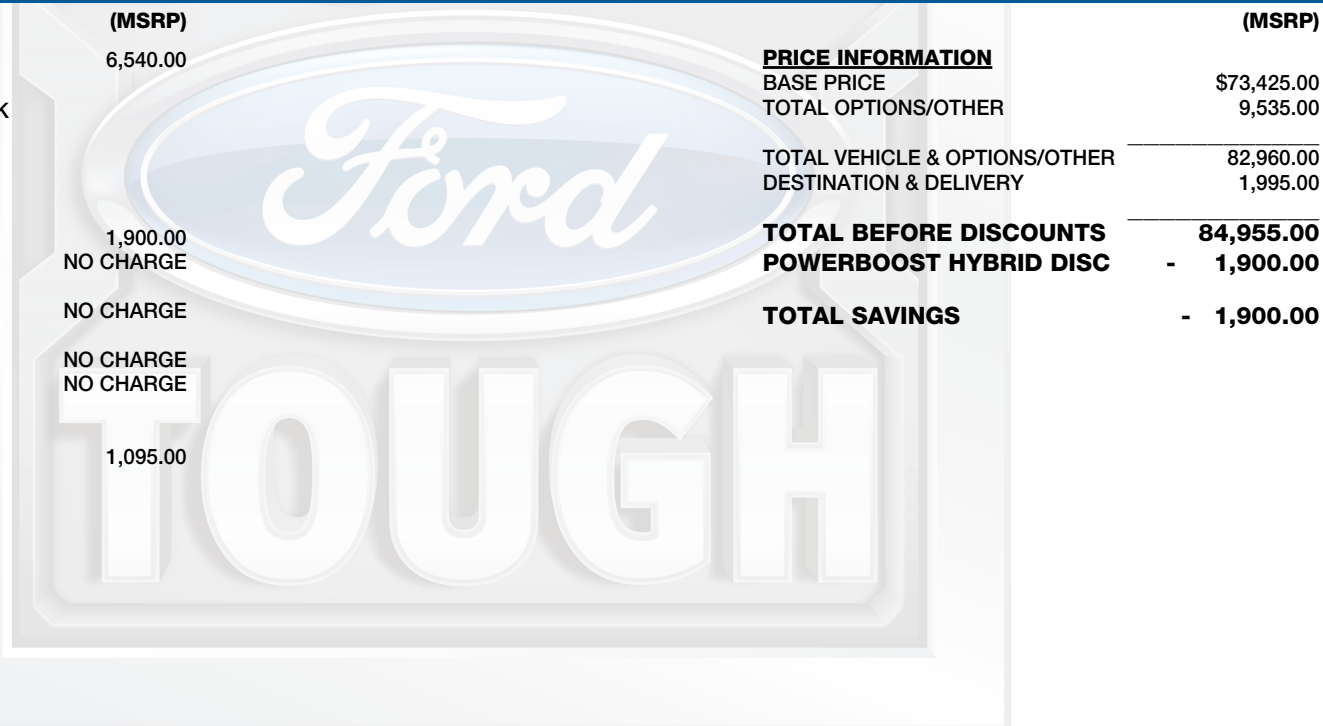 (MSRP)
6,540.00
K
1,900.00
NO CHARGE
NO CHARGE
NO CHARGE
NO CHARGE
1,095.00
(MSRP)
PRICE INFORMATION
BASE PRICE $73,425.00
TOTAL OPTIONS/OTHER 9,535.00
TOTAL VEHICLE & OPTIONS/OTHER 82,960.00
DESTINATION & DELIVERY 1,995.00
TOTAL BEFORE DISCOUNTS 84,955.00
POWERBOOST HYBRID DISC - 1,900.00
TOTAL SAVINGS - 1,900.00
Ford
TOUGH